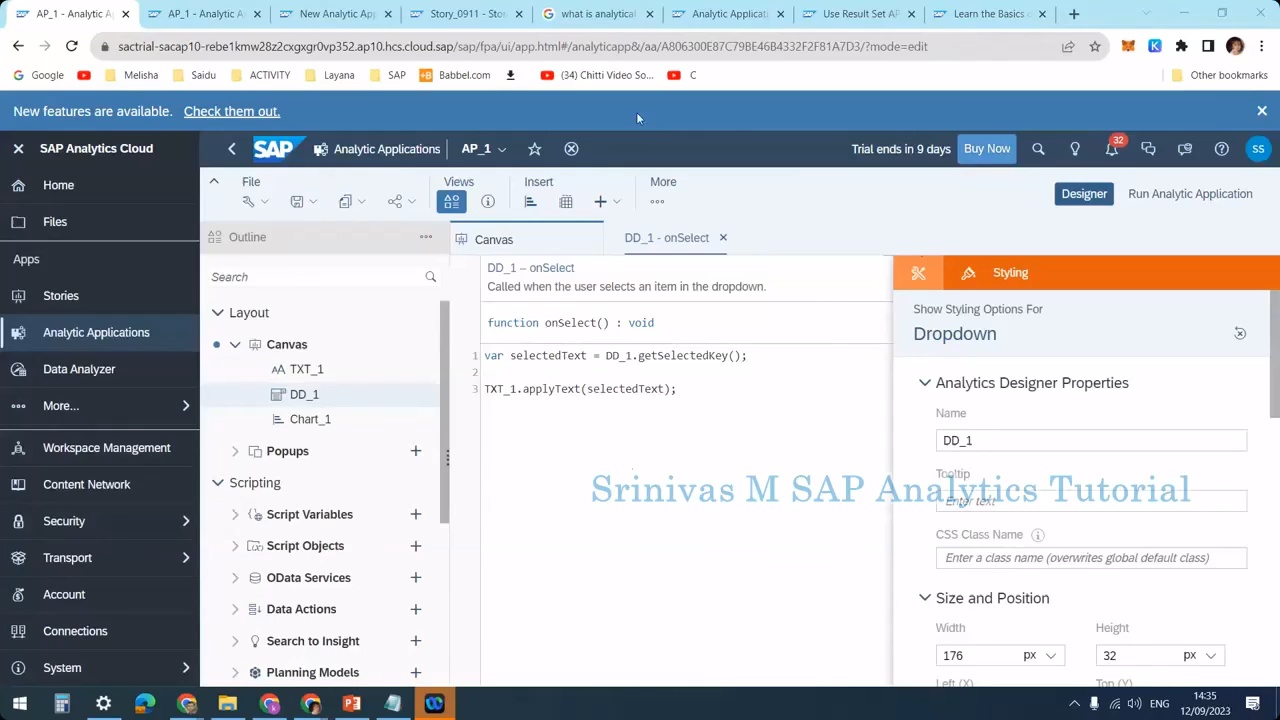 AP_1 - Analytic Applicat
AP_1 - Analytic Applicat
New Analytic App
Story_0911 - Sto
what is analytical
Analytic Applicati
Use Result Set AP
Learn the Basics o
sactrial-sacap10-rebe1kmw28z2cxgxgr0vp352.ap10.hcs.cloud.sap/sap/fpa/ui/app.html#/analyticapp&/aa/A806300E87C79BE46B4332F2F81A7D3/?mode=edit
Google
Melisha
Saidu
ACTIVITY
Layana
SAP
Babbel.com
(34) Chitti Video So...
C
Other bookmarks
New features are available. Check them out.
SAP Analytics Cloud
SAP
Analytic Applications
AP_1
Trial ends in 9 days
Buy Now
32
SS
Home
Files
Apps
Stories
Analytic Applications
Data Analyzer
More...
Workspace Management
Content Network
Security
Transport
Account
Connections
System
File
Views
Insert
More
Designer
Run Analytic Application
Outline
Search
Layout
Canvas
TXT_1
DD_1
Chart_1
Popups
Scripting
Script Variables
Script Objects
OData Services
Data Actions
Search to Insight
Planning Models
Canvas
DD_1 - onSelect
DD_1 – onSelect
Called when the user selects an item in the dropdown.
function onSelect() : void
1 var selectedText = DD_1.getSelectedKey();
2
3 TXT_1.applyText(selectedText);
Srinivas M SAP Analytics Tutorial
Styling
Show Styling Options For
Dropdown
Analytics Designer Properties
Name
DD_1
Tooltip
Enter text
CSS Class Name
Enter a class name (overwrites global default class)
Size and Position
Width
Height
176 px
32 px
Left (X)
Top (Y)
ENG
14:35
12/09/2023